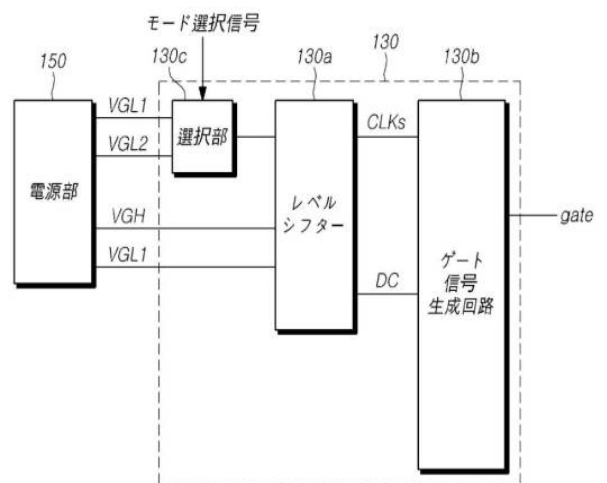 モード選択信号
150
130c
130a
130
130b
VGL1
VGL2
選択部
CLKs
電源部
レベル
シフター
VGH
VGL1
gate
ゲート
信号
生成回路
DC